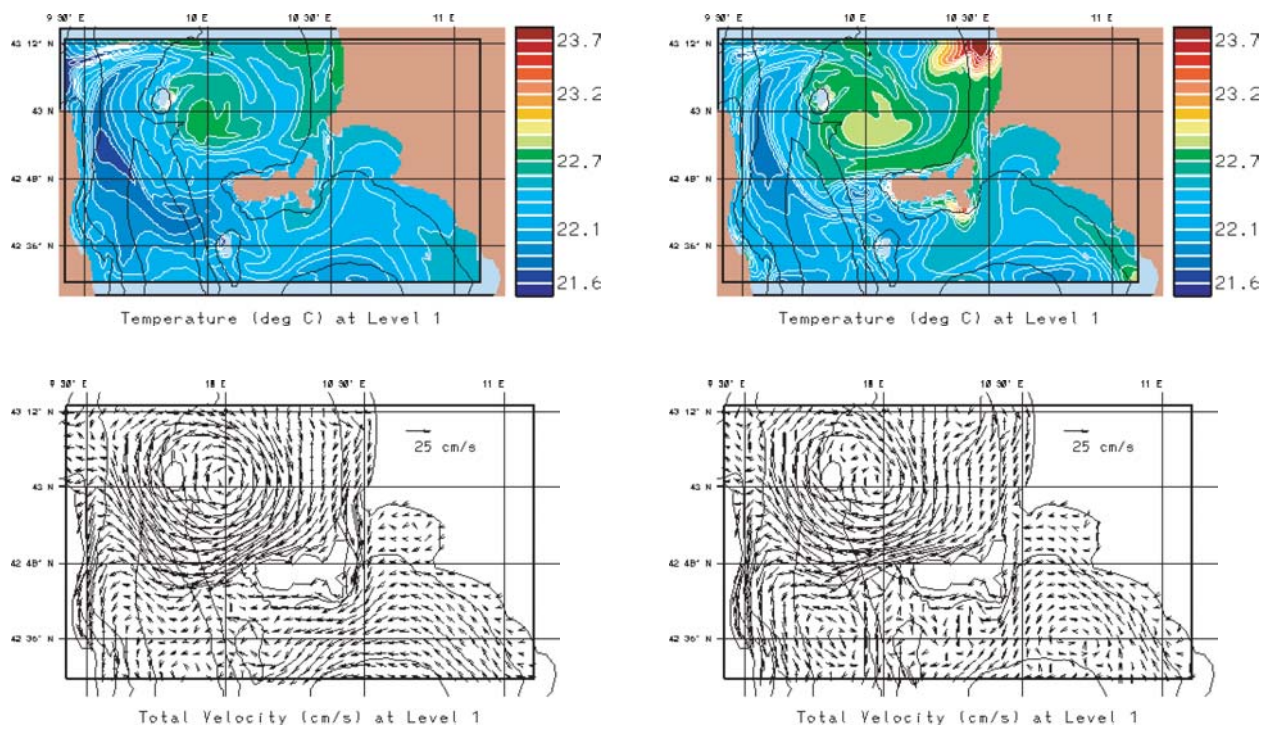 9 30' E 10 E 10 30' E 11 E
43 12' N
43 N
42 48' N
42 36' N
23.7
23.2
22.7
22.1
21.6
Temperature (deg C) at Level 1
9 30' E 10 E 10 30' E 11 E
43 12' N
43 N
42 48' N
42 36' N
23.7
23.2
22.7
22.1
21.6
Temperature (deg C) at Level 1
9 30' E 10 E 10 30' E 11 E
43 12' N
43 N
42 48' N
42 36' N
25 cm/s
Total Velocity (cm/s) at Level 1
9 30' E 10 E 10 30' E 11 E
43 12' N
43 N
42 48' N
42 36' N
25 cm/s
Total Velocity (cm/s) at Level 1